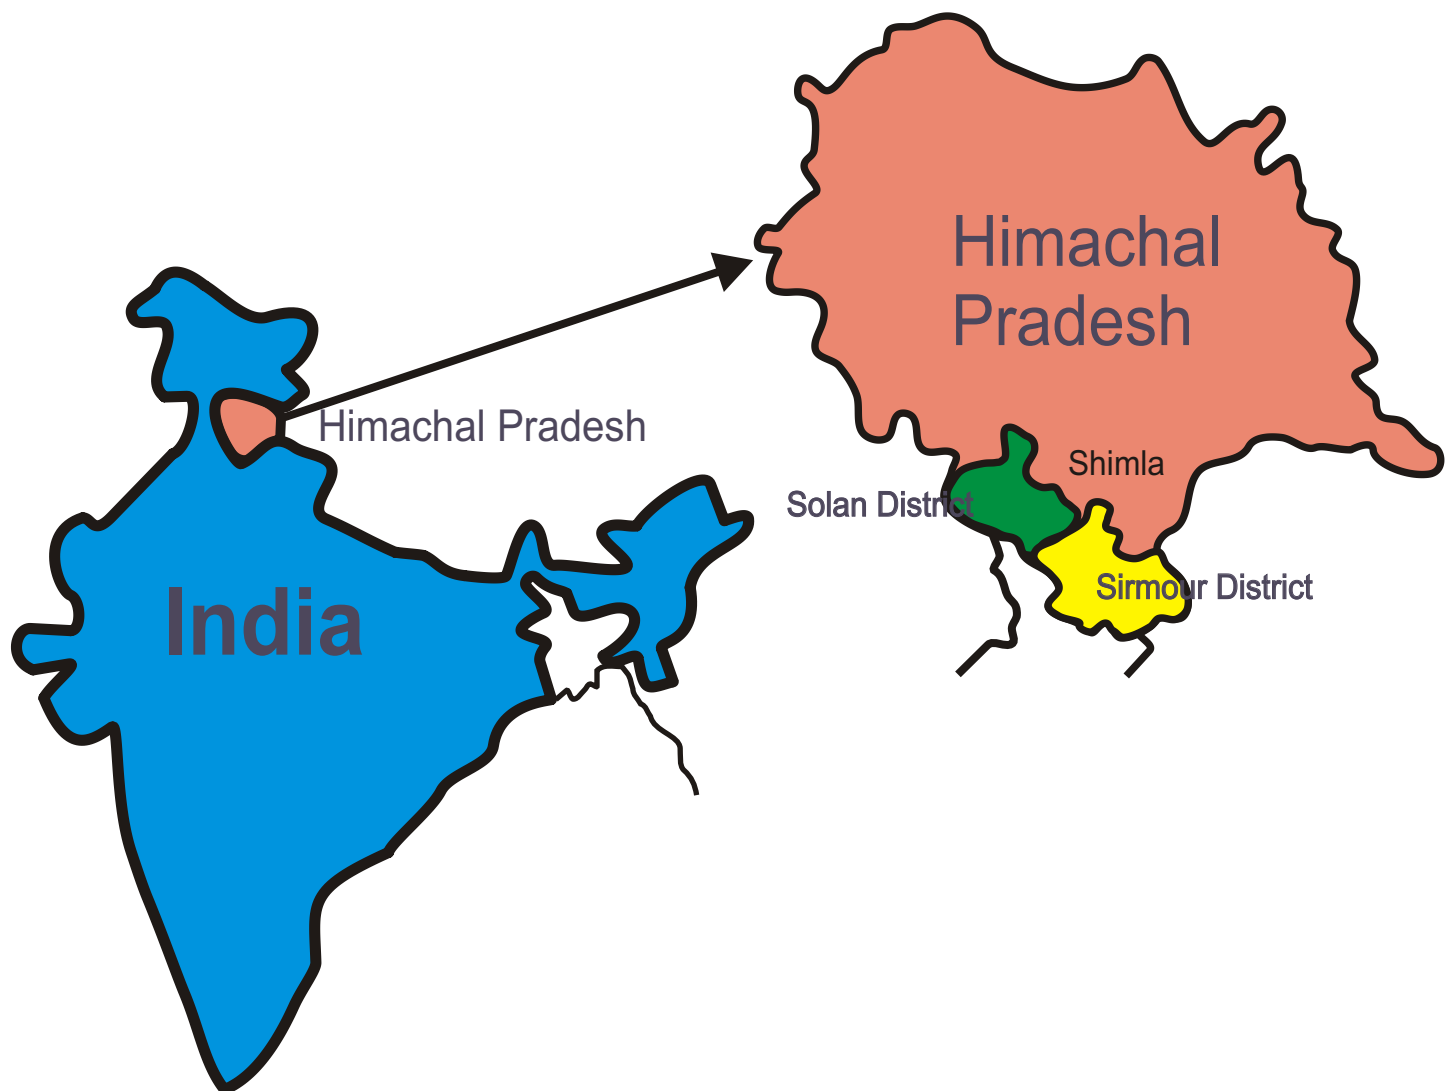 Himachal
Pradesh
Himachal Pradesh
Shimla
Solan District
Sirmour District
India